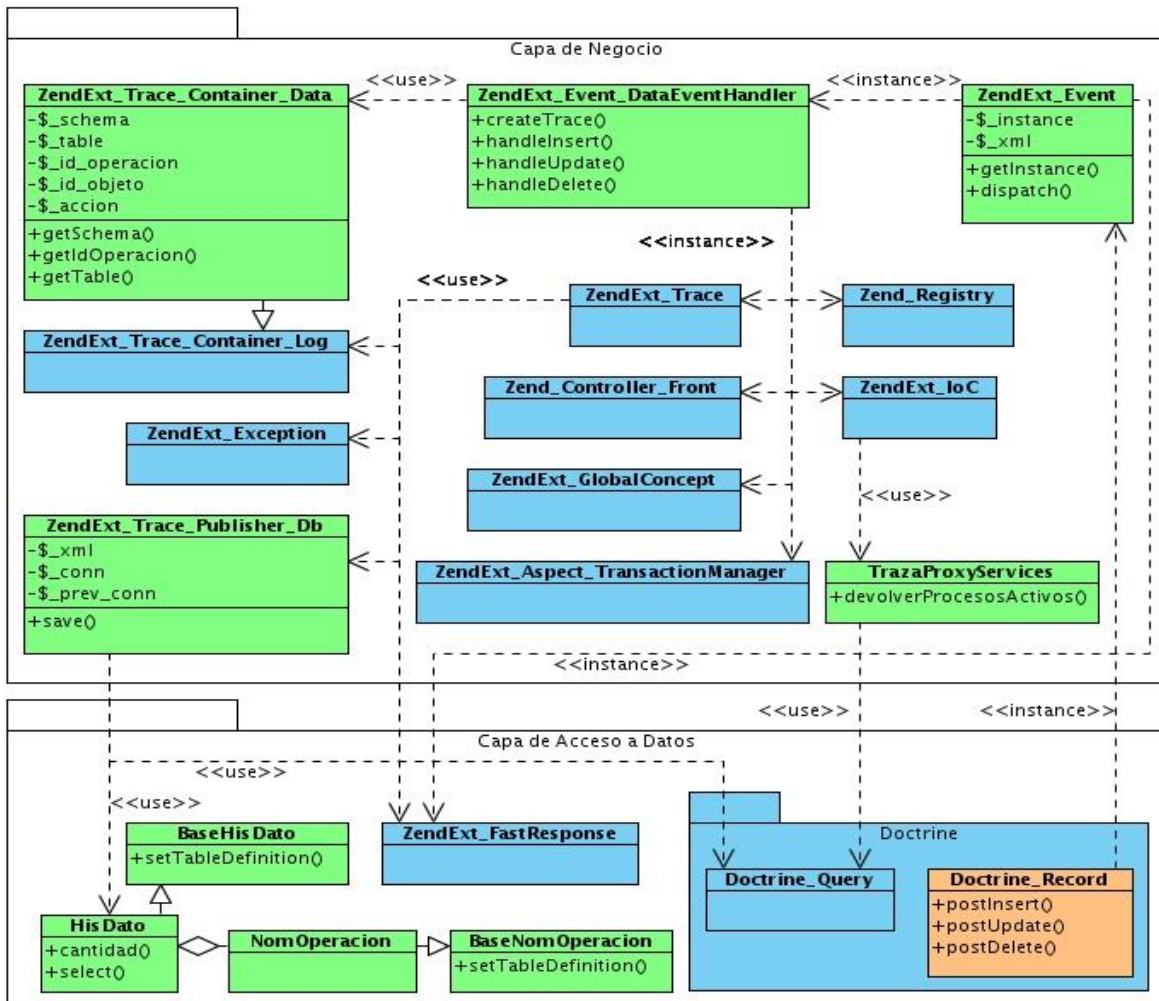 Capa de Negocio
<<use>>
<<instance>>
ZendExt_Trace_Container_Data
-$_schema
-$_table
-$_id_operacion
-$_id_objeto
-$_accion
+getSchema()
+getIdOperacion()
+getTable()
ZendExt_Event_DataEventHandler
+createTrace()
+handleInsert()
+handleUpdate()
+handleDelete()
ZendExt_Event
-$_instance
-$_xml
+getInstance()
+dispatch()
<<instance>>
<<use>>
ZendExt_Trace
Zend_Registry
ZendExt_Trace_Container_Log
Zend_Controller_Front
ZendExt_IoC
ZendExt_Exception
ZendExt_GlobalConcept
<<use>>
ZendExt_Trace_Publisher_Db
-$_xml
-$_conn
-$_prev_conn
+save()
ZendExt_Aspect_TransactionManager
TrazaProxyServices
+devolverProcesosActivos()
<<instance>>
<<use>>
<<instance>>
Capa de Acceso a Datos
<<use>>
<<use>>
BaseHisDato
+setTableDefinition()
ZendExt_FastResponse
Doctrine
Doctrine_Query
Doctrine_Record
+postInsert()
+postUpdate()
+postDelete()
HisDato
+cantidad()
+select()
NomOperacion
BaseNomOperacion
+setTableDefinition()